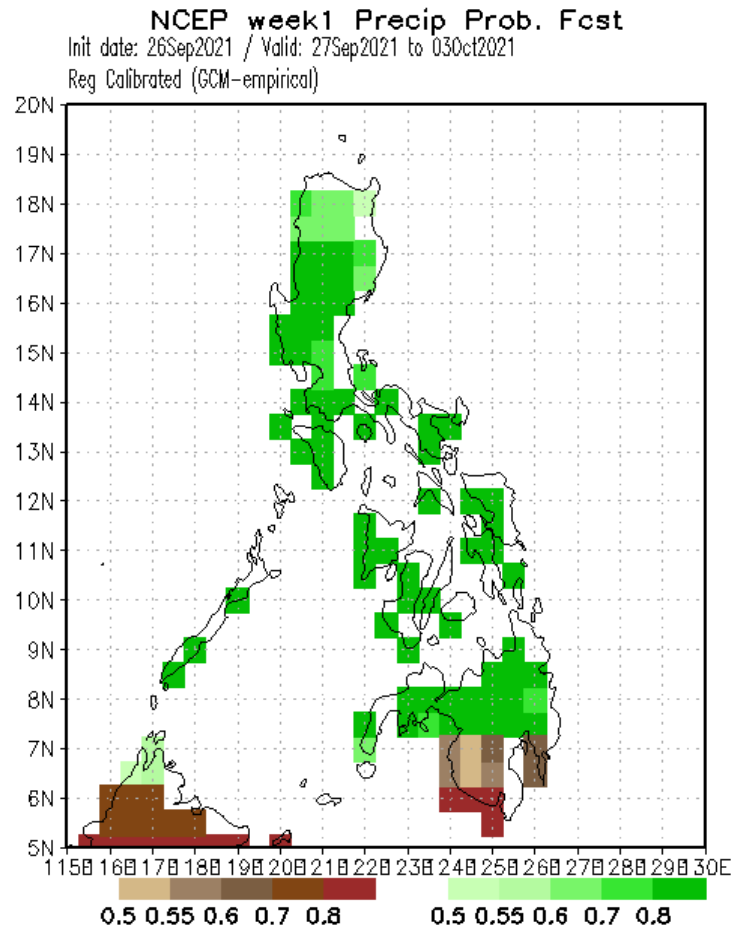 NCEP week1 Precip Prob. Fcst
Init date: 26Sep2021 / Valid: 27Sep2021 to 03Oct2021
Reg Calibrated (GCM-empirical)
20N
19N
18N
17N
16N
15N
14N
13N
12N
11N
10N
9N
8N
7N
6N
5N
115E 116E 117E 118E 119E 120E 121E 122E 123E 124E 125E 126E 127E 128E 129E 130E
0.5 0.55 0.6 0.7 0.8 0.5 0.55 0.6 0.7 0.8